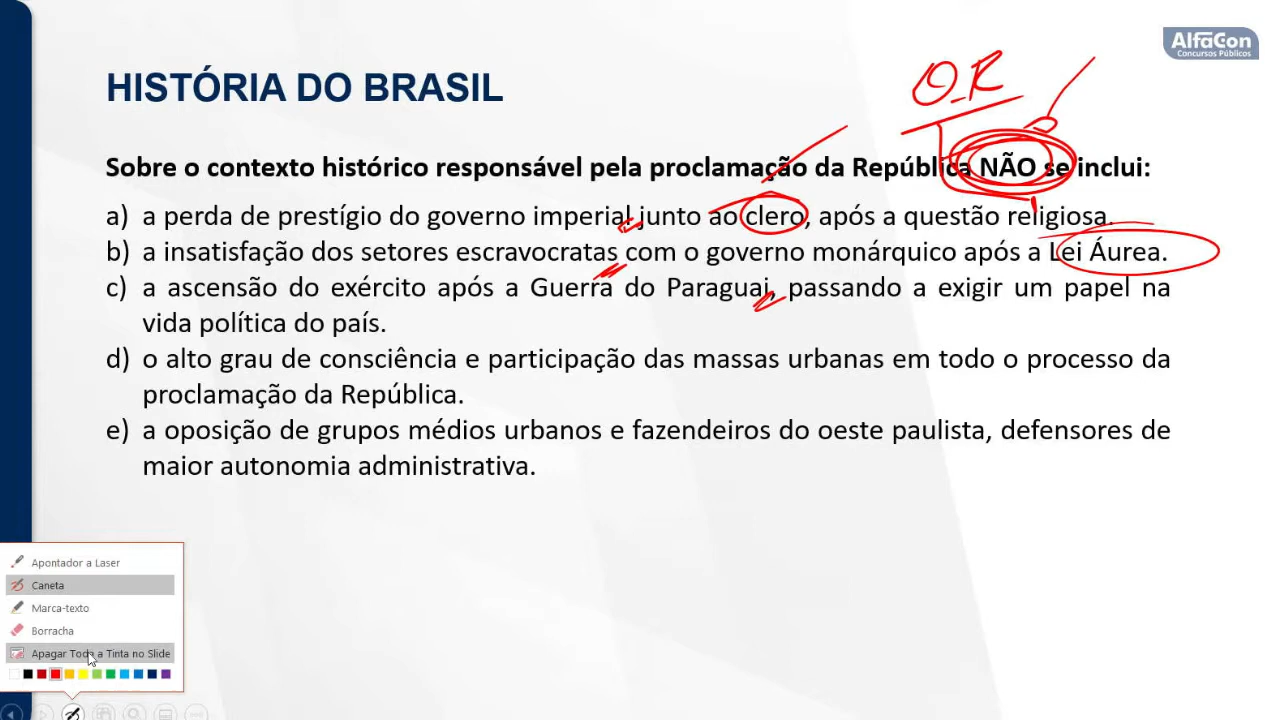 AlfaCon
Concursos Públicos
O.R
HISTÓRIA DO BRASIL
Sobre o contexto histórico responsável pela proclamação da República NÃO se inclui:
a) a perda de prestígio do governo imperial junto ao clero, após a questão religiosa.
b) a insatisfação dos setores escravocratas com o governo monárquico após a Lei Áurea.
c) a ascensão do exército após a Guerra do Paraguai, passando a exigir um papel na
vida política do país.
d) o alto grau de consciência e participação das massas urbanas em todo o processo da
proclamação da República.
e) a oposição de grupos médios urbanos e fazendeiros do oeste paulista, defensores de
maior autonomia administrativa.
Apontador a Laser
Caneta
Marca-texto
Borracha
Apagar Toda a Tinta no Slide